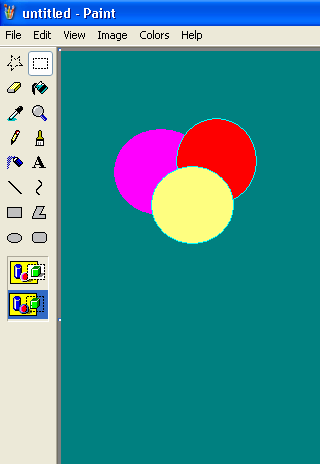 untitled - Paint
File Edit View Image Colors Help
A